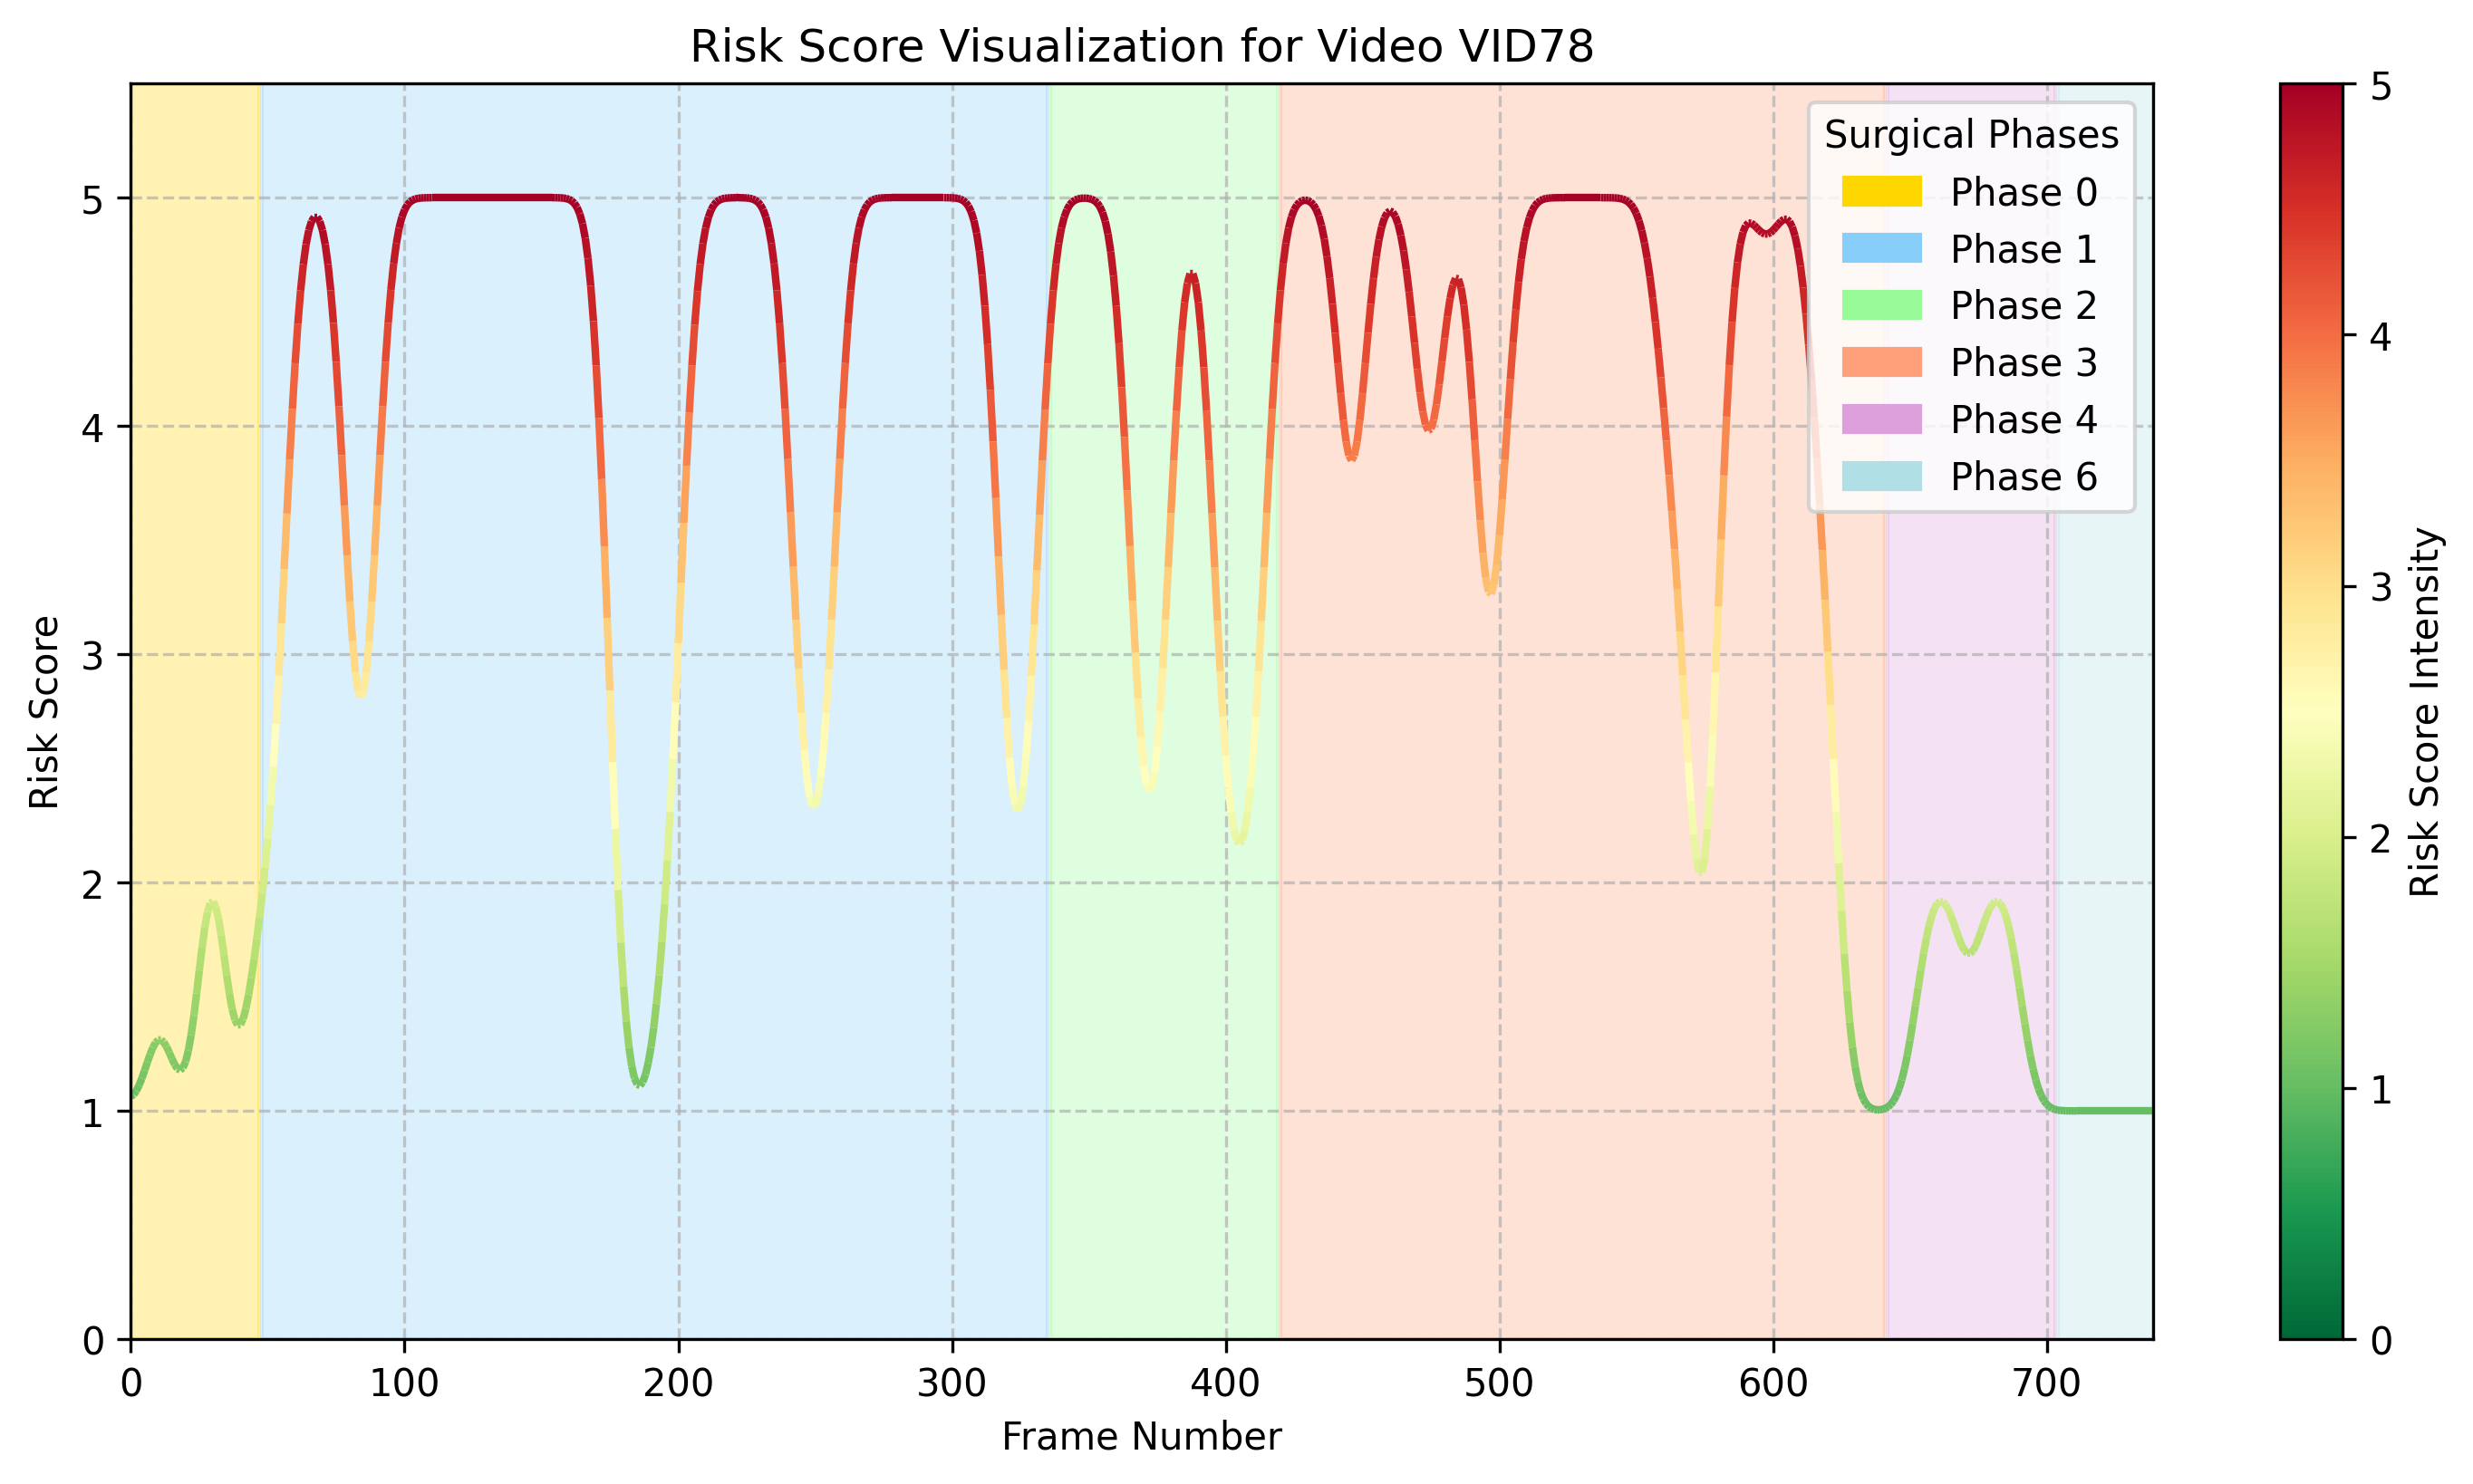 Risk Score Visualization for Video VID78
Risk Score
5
4
3
2
1
0
0 100 200 300 400 500 600 700
Frame Number
Surgical Phases
Phase 0
Phase 1
Phase 2
Phase 3
Phase 4
Phase 6
5
4
3
2
1
0
Risk Score Intensity